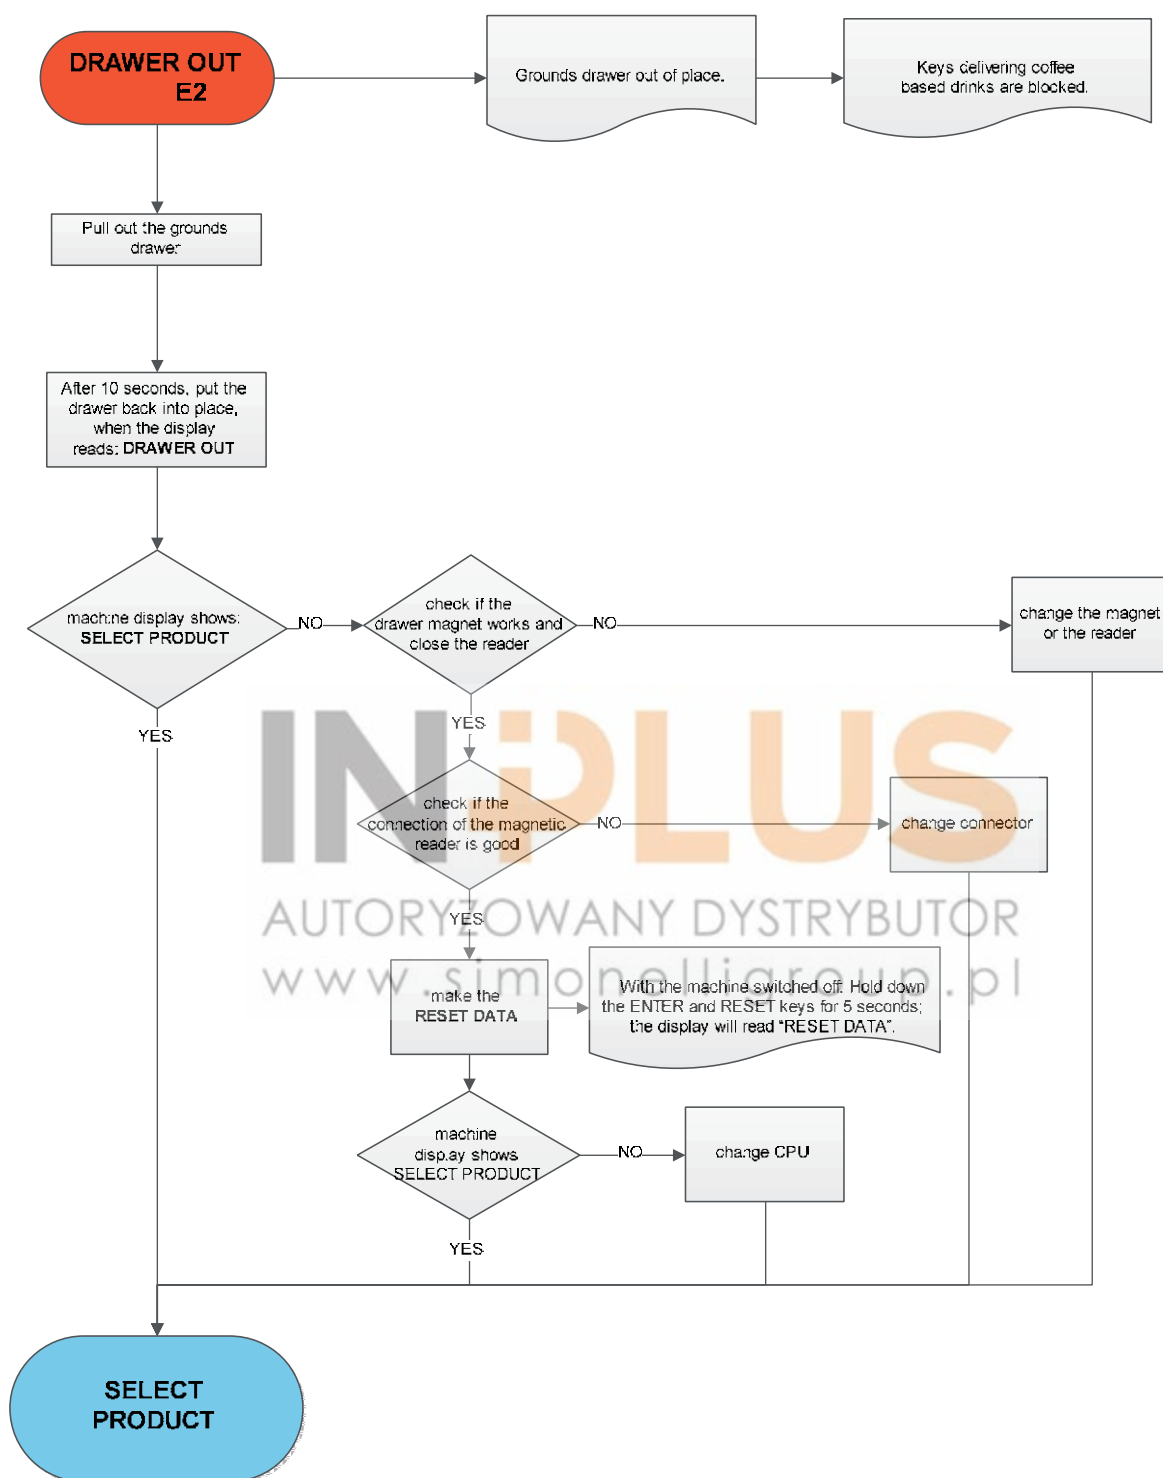 DRAWER OUT
E2
Grounds drawer out of place.
Keys delivering coffee
based drinks are blocked.
Pull out the grounds
drawer
After 10 seconds, put the
drawer back into place,
when the display
reads: DRAWER OUT
machine display shows:
SELECT PRODUCT
NO
check if the
drawer magnet works and
close the reader
NO
change the magnet
or the reader
YES
YES
IN-PLUS
check if the
connection of the magnetic
reader is good
NO
change connector
AUTORYZOWANY DYSTRYBUTOR
YES
www.simonelligroup.pl
make the
RESET DATA
With the machine switched off. Hold down
the ENTER and RESET keys for 5 seconds;
the display will read "RESET DATA".
machine
display shows
SELECT PRODUCT
NO
change CPU
YES
SELECT
PRODUCT